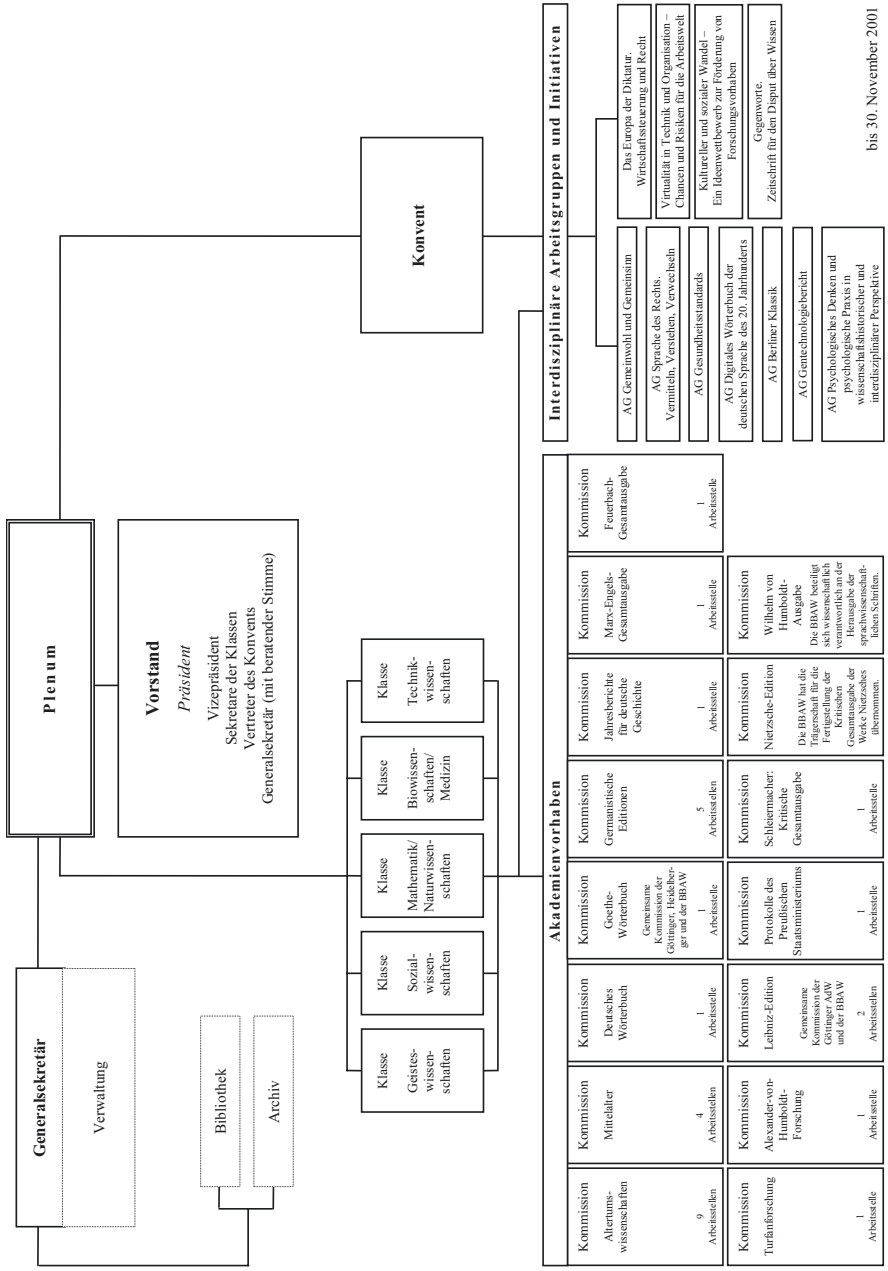 Plenum
Vorstand
Präsident
Vizepräsident
Sekretare der Klassen
Vertreter des Konvents
Generalsekretär (mit beratender Stimme)
Generalsekretär
Verwaltung
Bibliothek
Archiv
Konvent
Klasse
Geistes-
wissen-
schaften
Klasse
Sozial-
wissen-
schaften
Klasse
Mathematik/
Naturwissen-
schaften
Klasse
Biowissen-
schaften/
Medizin
Klasse
Technik-
wissen-
schaften
Akademienvorhaben
Kommission
Altertums-
wissenschaften
9
Arbeitsstellen
Kommission
Mittelalter
4
Arbeitsstellen
Kommission
Deutsches
Wörterbuch
1
Arbeitsstelle
Kommission
Goethe-
Wörterbuch
Gemeinsame
Kommission der
Göttinger, Heidelber-
ger und der BBAW
1
Arbeitsstelle
Kommission
Germanistische
Editionen
5
Arbeitsstellen
Kommission
Jahresberichte
für deutsche
Geschichte
1
Arbeitsstelle
Kommission
Marx-Engels-
Gesamtausgabe
1
Arbeitsstelle
Kommission
Feuerbach-
Gesamtausgabe
1
Arbeitsstelle
Kommission
Turfanforschung
1
Arbeitsstelle
Kommission
Alexander-von-
Humboldt-
Forschung
1
Arbeitsstelle
Kommission
Leibniz-Edition
Gemeinsame
Kommission der
Göttinger AdW
und der BBAW
2
Arbeitsstellen
Kommission
Protokolle des
Preußischen
Staatsministeriums
1
Arbeitsstelle
Kommission
Schleiermacher:
Kritische
Gesamtausgabe
1
Arbeitsstelle
Kommission
Nietzsche-Edition
Die BBAW hat die
Trägerschaft für die
Fertigstellung der
Kritischen
Gesamtausgabe der
Werke Nietzsches
übernommen.
Kommission
Wilhelm von
Humboldt-
Ausgabe
Die BBAW beteiligt
sich wissenschaftlich
verantwortlich an der
Herausgabe der
sprachwissenschaft-
lichen Schriften.
Interdisziplinäre Arbeitsgruppen und Initiativen
AG Gemeinwohl und Gemeinsinn
AG Sprache des Rechts.
Vermitteln, Verstehen, Verwechseln
AG Gesundheitsstandards
AG Digitales Wörterbuch der
deutschen Sprache des 20. Jahrhunderts
AG Berliner Klassik
AG Gentechnologiebericht
AG Psychologisches Denken und
psychologische Praxis in
wissenschaftshistorischer und
interdisziplinärer Perspektive
Das Europa der Diktatur.
Wirtschaftssteuerung und Recht
Virtualität in Technik und Organisation –
Chancen und Risiken für die Arbeitswelt
Kultureller und sozialer Wandel –
Ein Ideenwettbewerb zur Förderung von
Forschungsvorhaben
Gegenworte.
Zeitschrift für den Disput über Wissen
bis 30. November 2001